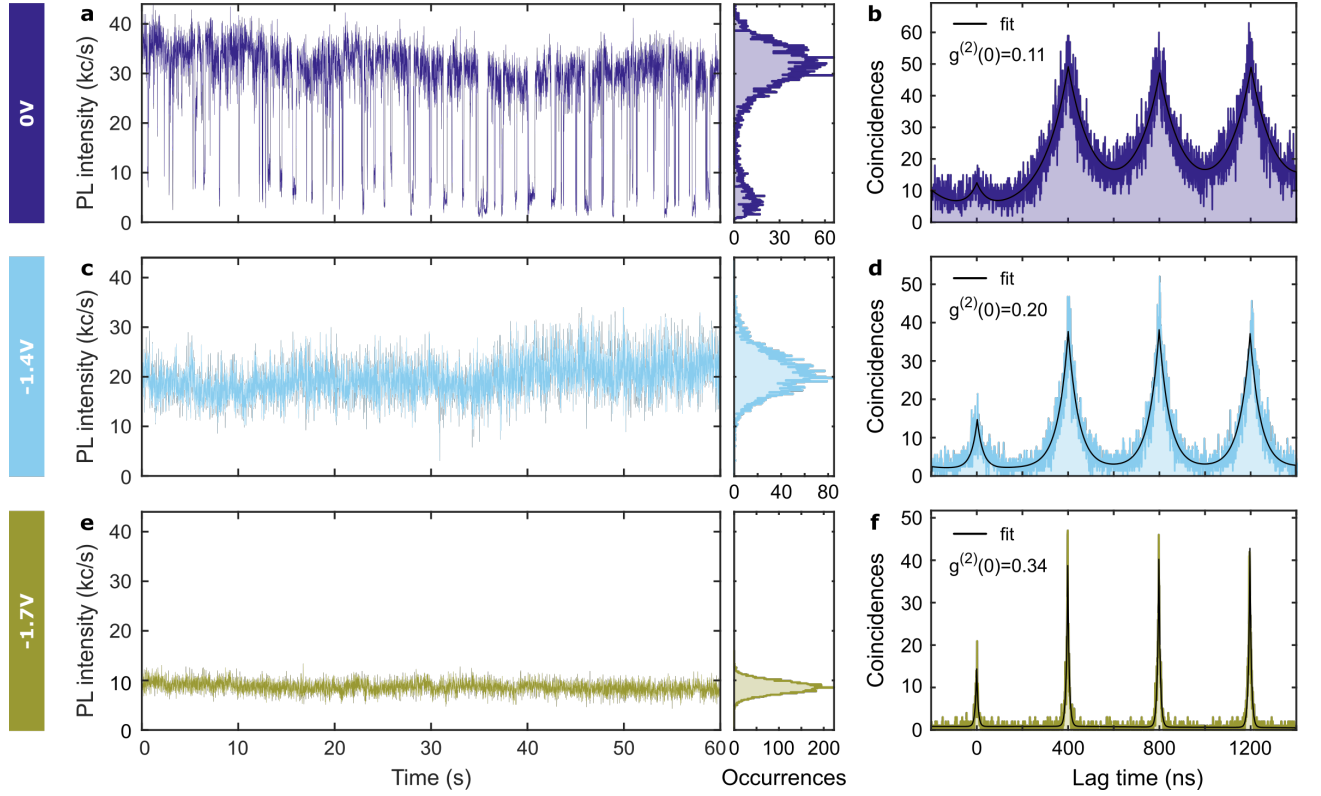 0V
a
PL intensity (kc/s)
40
30
20
10
0
0 30 60
b
Coincidences
60
50
40
30
20
10
0
fit
g(2)(0)=0.11
-1.4V
c
PL intensity (kc/s)
40
30
20
10
0
0 40 80
d
Coincidences
50
40
30
20
10
0
fit
g(2)(0)=0.20
-1.7V
e
PL intensity (kc/s)
40
30
20
10
0
0 10 20 30 40 50 60
Time (s)
0 100 200
Occurrences
f
Coincidences
50
40
30
20
10
0
fit
g(2)(0)=0.34
0 400 800 1200
Lag time (ns)